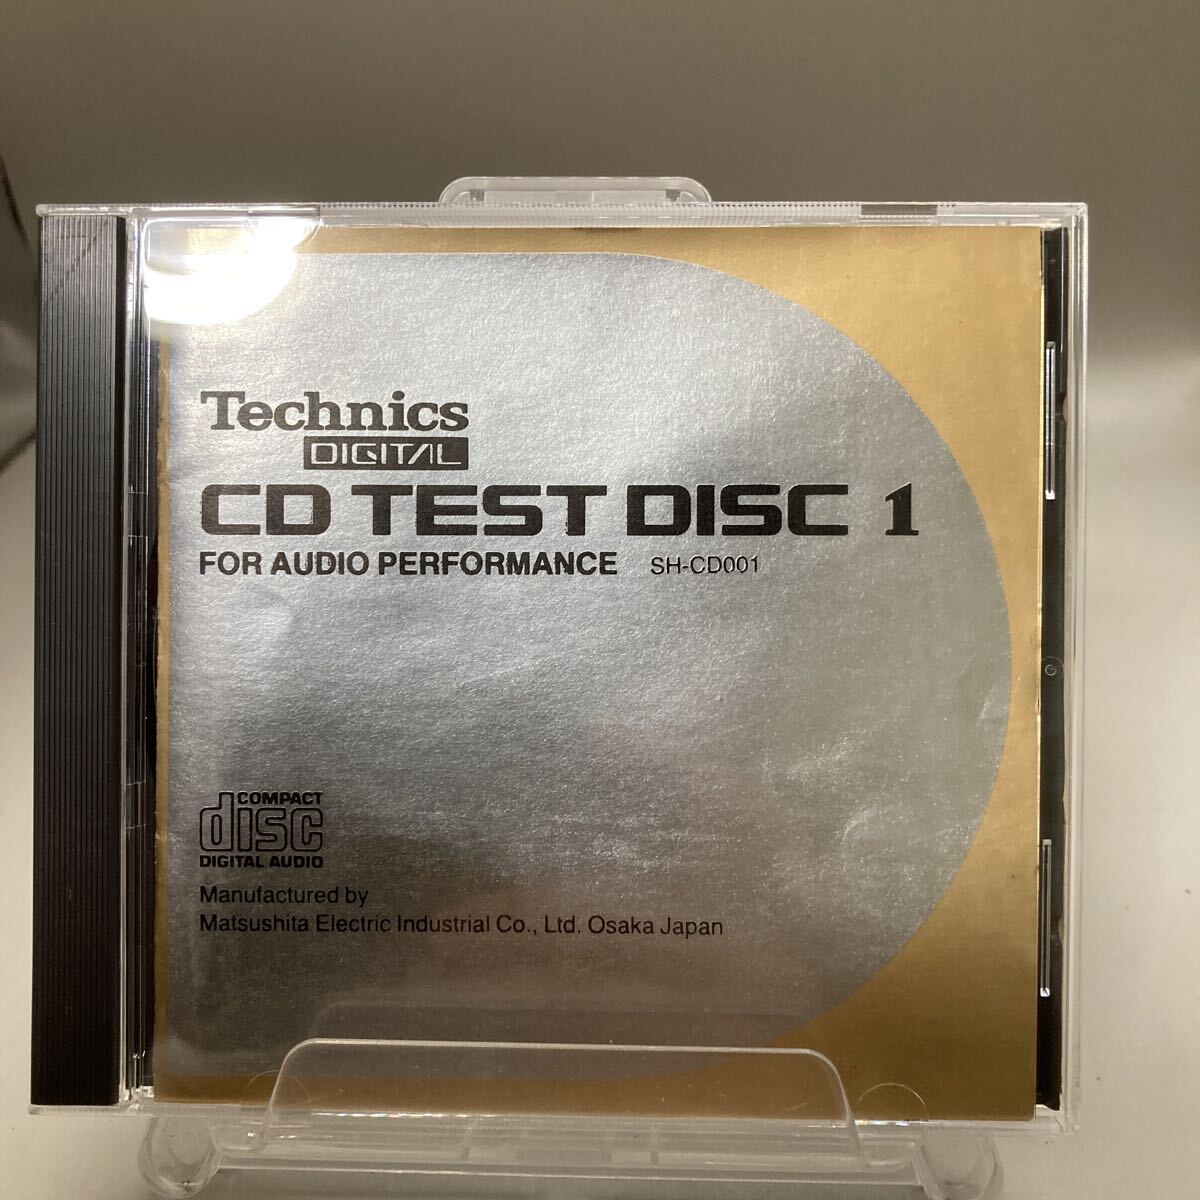 Technics
DIGITAL
CD TEST DISC 1
FOR AUDIO PERFORMANCE SH-CD001
COMPACT
disc
DIGITAL AUDIO
Manufactured by
Matsushita Electric Industrial Co., Ltd. Osaka Japan